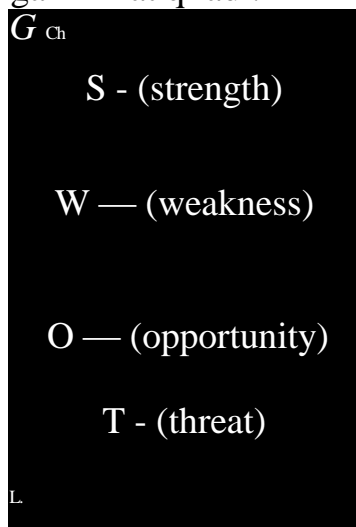 G Ch
S - (strength)
W — (weakness)
O — (opportunity)
T - (threat)
L.